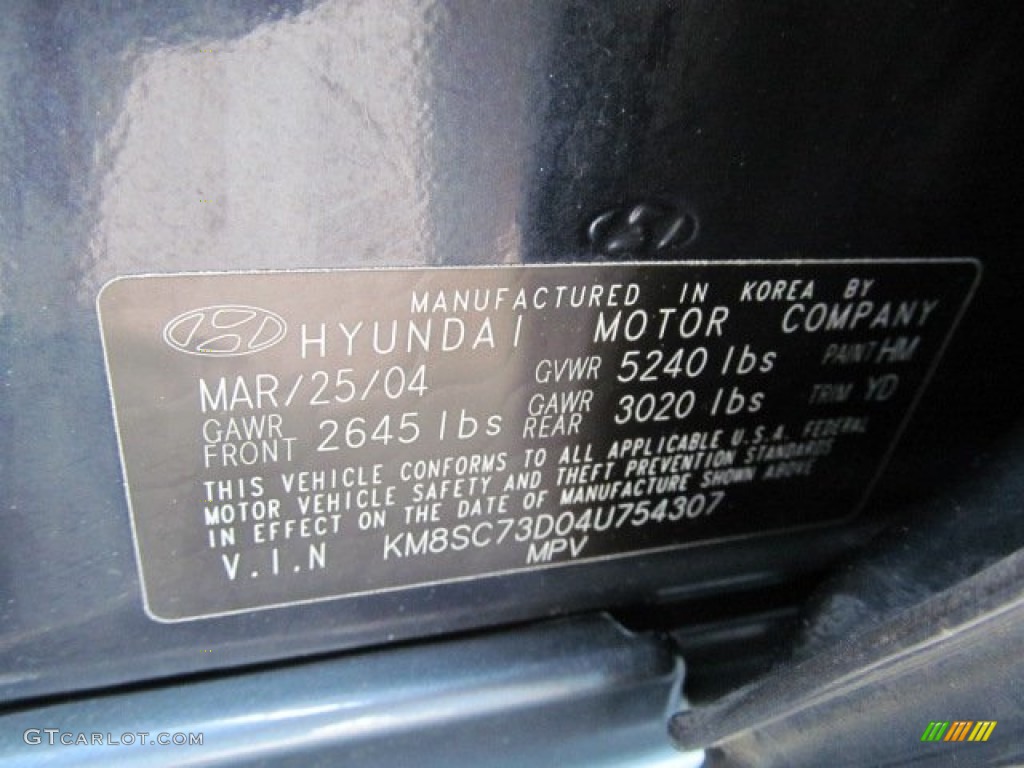 MANUFACTURED IN KOREA BY
HYUNDAI MOTOR COMPANY
MAR/25/04 GVWR 5240 lbs PAINT HM
GAWR FRONT 2645 lbs GAWR REAR 3020 lbs TRIM YD
THIS VEHICLE CONFORMS TO ALL APPLICABLE U.S.A. FEDERAL
MOTOR VEHICLE SAFETY AND THEFT PREVENTION STANDARDS
IN EFFECT ON THE DATE OF MANUFACTURE SHOWN ABOVE
V.I.N KM8SC73D04U754307
MPV
GTCARLOT.COM